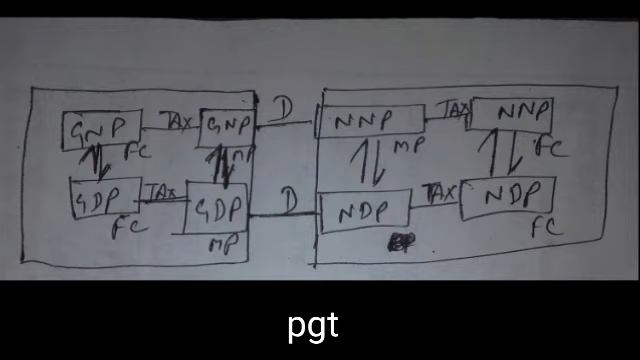 GNP TAX GNP D NNP TAX NNP
FC MP MP FC
GDP TAX GDP D NDP TAX NDP
FC MP FC
pgt